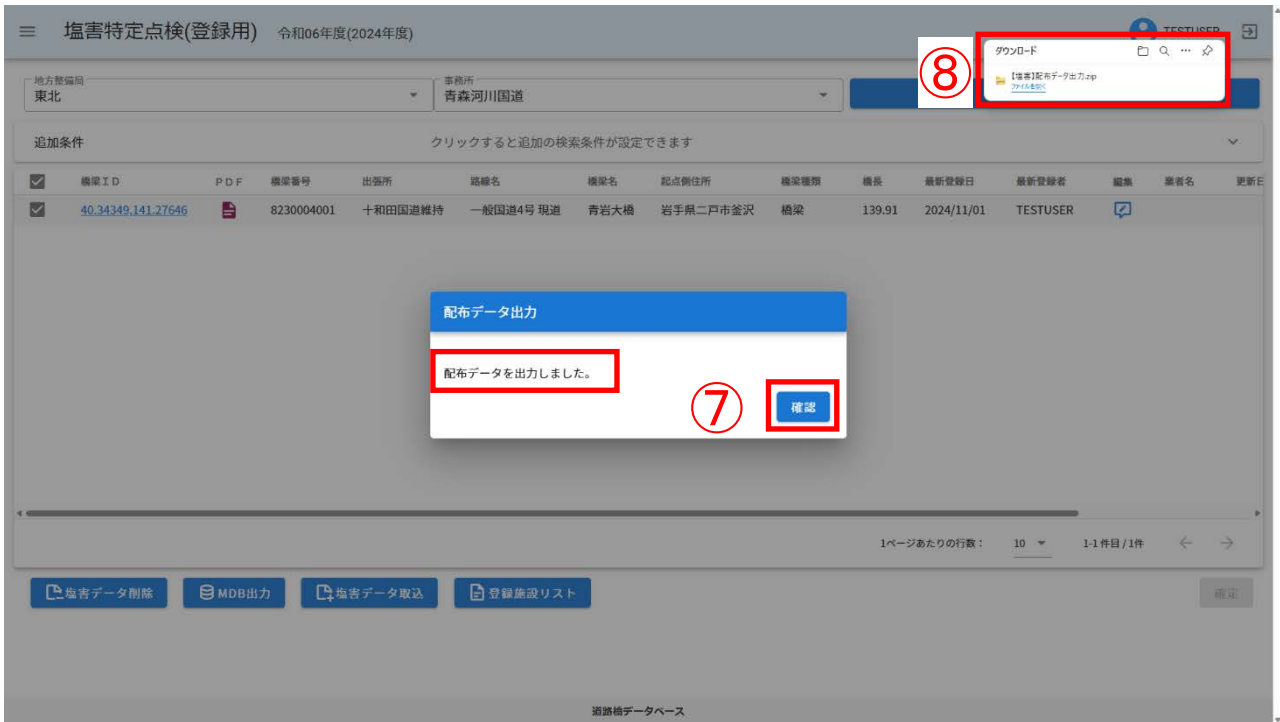 塩害特定点検(登録用) 令和06年度(2024年度)
TESTUSER
⑧
ダウンロード
【塩害】配布データ出力.zip
ファイルを開く
地方整備局
東北
事務所
青森河川国道
追加条件 クリックすると追加の検索条件が設定できます
橋梁ID PDF 橋梁番号 出張所 路線名 橋梁名 起点側住所 橋梁種類 橋長 最新登録日 最新登録者 編集 業者名 更新日
40.34349,141.27646 8230004001 十和田国道維持 一般国道4号 現道 青岩大橋 岩手県二戸市釜沢 橋梁 139.91 2024/11/01 TESTUSER
配布データ出力
配布データを出力しました。
⑦
確認
1ページあたりの行数： 10 1-1 件目 / 1件
塩害データ削除 MDB出力 塩害データ取込 登録施設リスト 確定
道路橋データベース